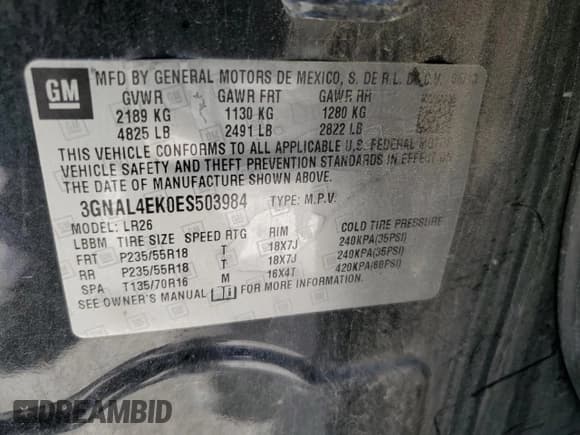 GM
MFD BY GENERAL MOTORS DE MEXICO, S. DE R.L. DE C.V.
GVWR GAWR FRT GAWR RR
2189 KG 1130 KG 1280 KG
4825 LB 2491 LB 2822 LB
THIS VEHICLE CONFORMS TO ALL APPLICABLE U.S. FEDERAL MOTOR
VEHICLE SAFETY AND THEFT PREVENTION STANDARDS IN EFFECT ON
THE DATE OF MANUFACTURE SHOWN ABOVE.
3GNAL4EK0ES503984 TYPE: M.P.V.
MODEL: LR26
LBBM TIRE SIZE SPEED RTG RIM COLD TIRE PRESSURE
FRT P235/55R18 T 18X7J 240KPA(35PSI)
RR P235/55R18 T 18X7J 240KPA(35PSI)
SPA T135/70R16 M 16X4T 420KPA(60PSI)
SEE OWNER'S MANUAL FOR MORE INFORMATION.
DREAMBID